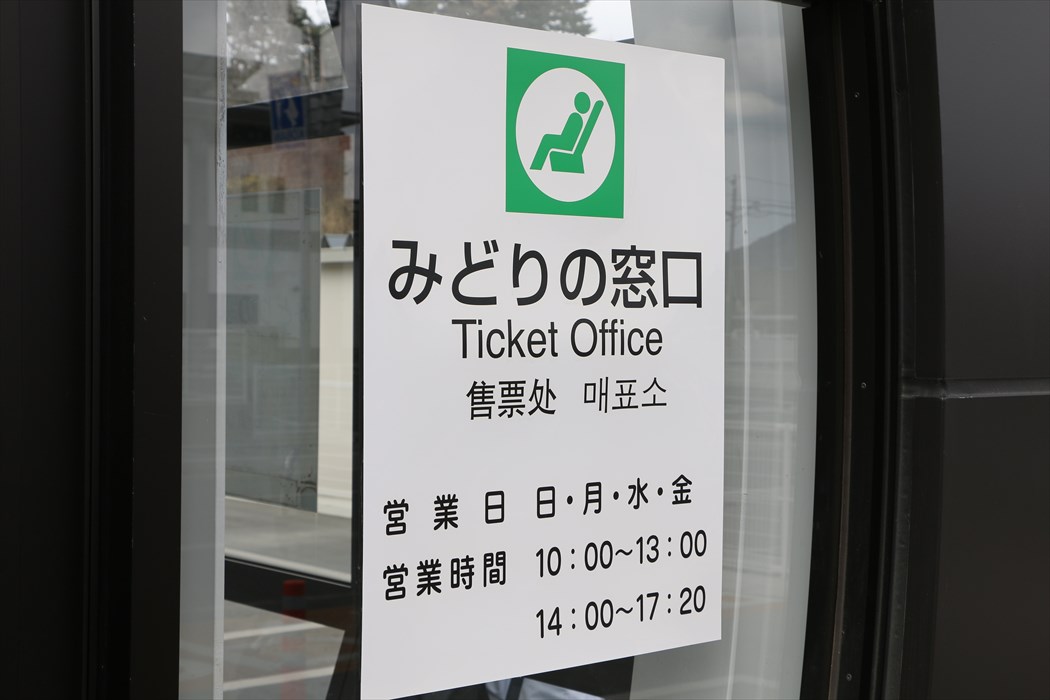 みどりの窓口
Ticket Office
售票处 매표소
営業日 日・月・水・金
営業時間 10：00～13：00
14：00～17：20